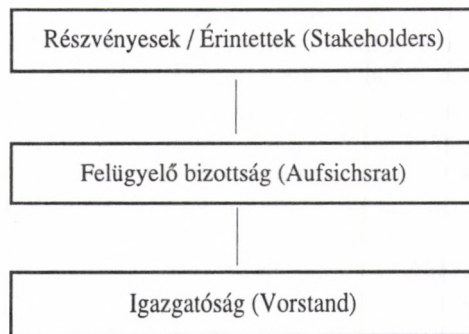 Részvényesek / Érintettek (Stakeholders)
Felügyelő bizottság (Aufsichsrat)
Igazgatóság (Vorstand)